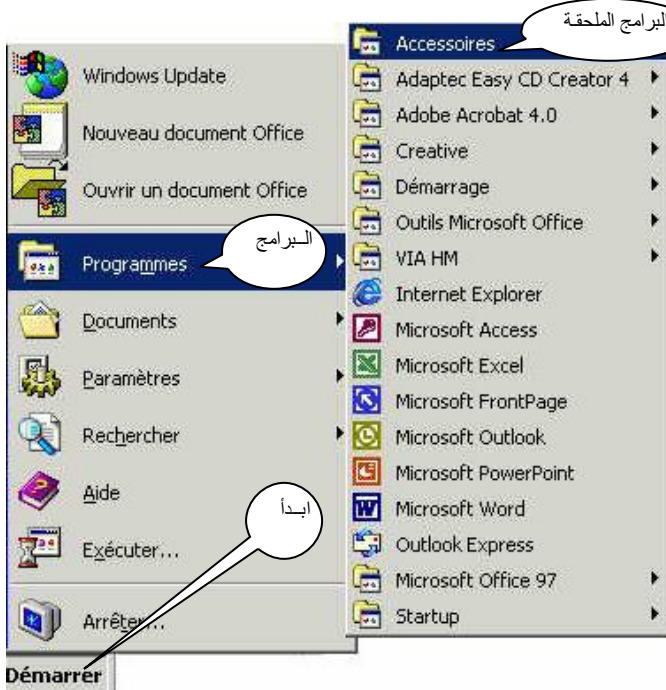 البرامج الملحقة
Accessoires
Adaptec Easy CD Creator 4
Adobe Acrobat 4.0
Creative
Démarrage
Outils Microsoft Office
VIA HM
Internet Explorer
Microsoft Access
Microsoft Excel
Microsoft FrontPage
Microsoft Outlook
Microsoft PowerPoint
Microsoft Word
Outlook Express
Microsoft Office 97
Startup
Windows Update
Nouveau document Office
Ouvrir un document Office
الــبرامج
Programmes
Documents
Paramètres
Rechercher
Aide
ابــدأ
Exécuter...
Arrêter...
Démarrer